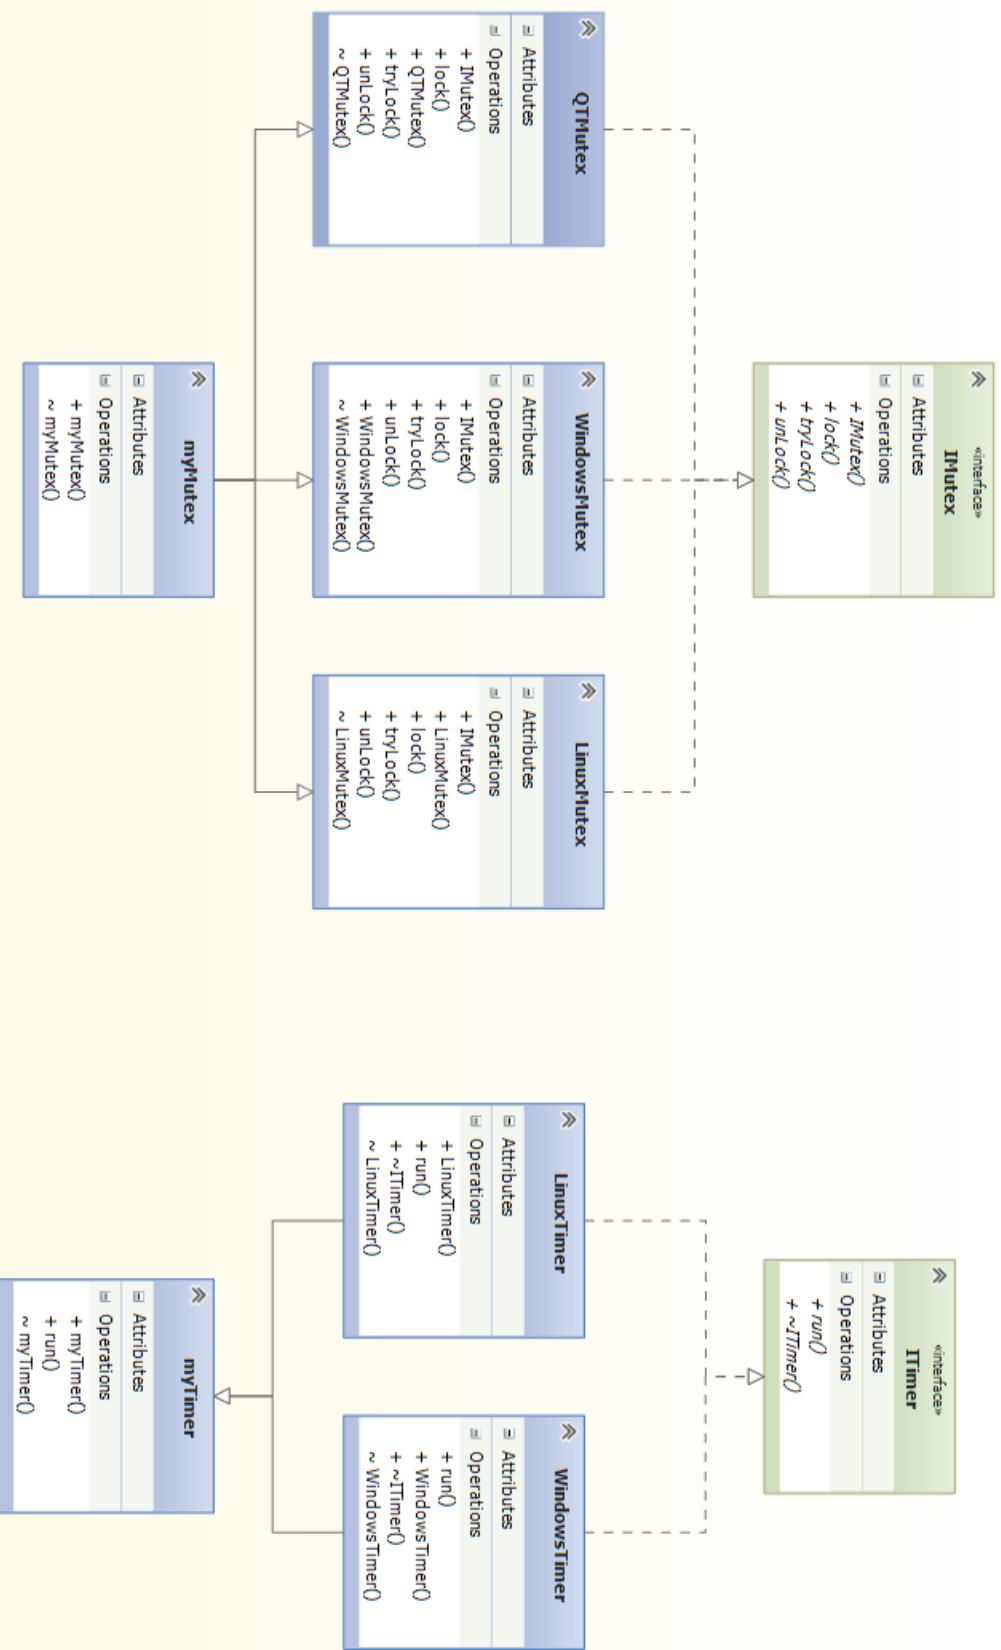 «interface»
IMutex
Attributes
Operations
+ IMutex()
+ lock()
+ tryLock()
+ unLock()
QTMutex
Attributes
Operations
+ IMutex()
+ lock()
+ QTMutex()
+ tryLock()
+ unLock()
~ QTMutex()
WindowsMutex
Attributes
Operations
+ IMutex()
+ lock()
+ tryLock()
+ unLock()
+ WindowsMutex()
~ WindowsMutex()
LinuxMutex
Attributes
Operations
+ IMutex()
+ LinuxMutex()
+ lock()
+ tryLock()
+ unLock()
~ LinuxMutex()
myMutex
Attributes
Operations
+ myMutex()
~ myMutex()
«interface»
ITimer
Attributes
Operations
+ run()
+ ~ITimer()
LinuxTimer
Attributes
Operations
+ LinuxTimer()
+ run()
+ ~ITimer()
~ LinuxTimer()
WindowsTimer
Attributes
Operations
+ run()
+ WindowsTimer()
+ ~ITimer()
~ WindowsTimer()
myTimer
Attributes
Operations
+ myTimer()
+ run()
~ myTimer()